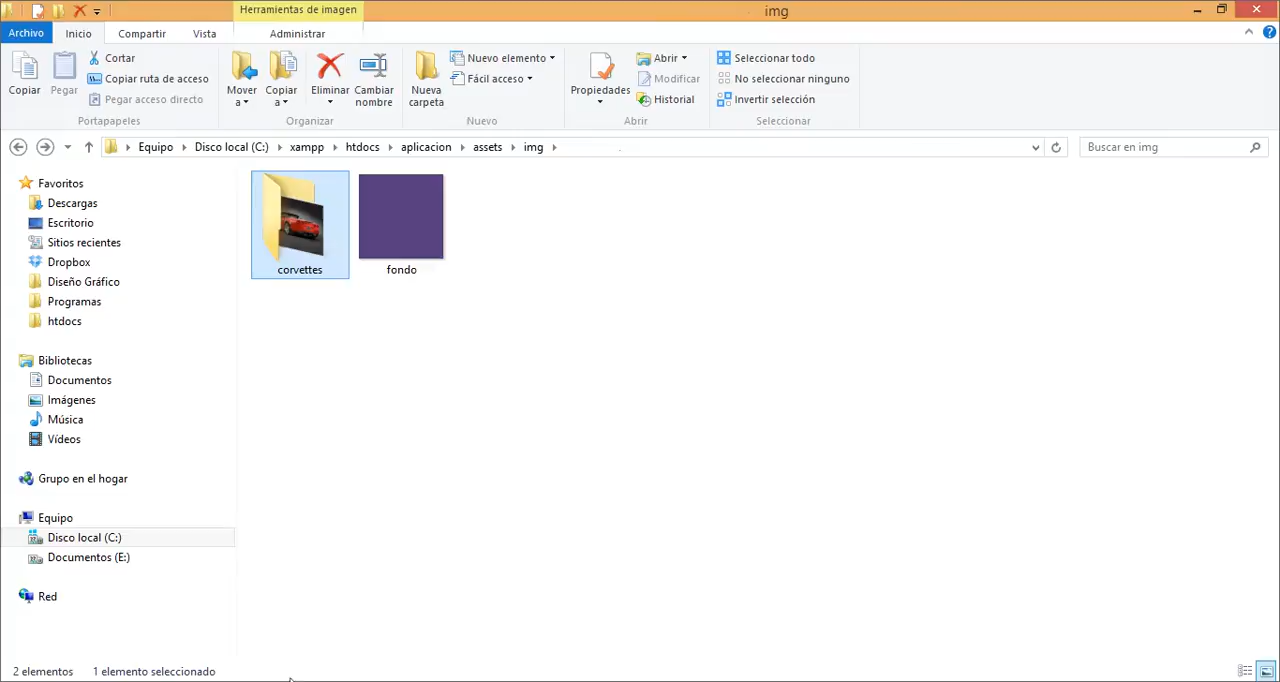 Herramientas de imagen
img
Archivo Inicio Compartir Vista Administrar
Copiar
Pegar
Cortar
Copiar ruta de acceso
Pegar acceso directo
Portapapeles
Mover a
Copiar a
Eliminar
Cambiar nombre
Organizar
Nueva carpeta
Nuevo elemento
Fácil acceso
Nuevo
Propiedades
Abrir
Modificar
Historial
Abrir
Seleccionar todo
No seleccionar ninguno
Invertir selección
Seleccionar
Equipo Disco local (C:) xampp htdocs aplicacion assets img
Buscar en img
Favoritos
Descargas
Escritorio
Sitios recientes
Dropbox
Diseño Gráfico
Programas
htdocs
Bibliotecas
Documentos
Imágenes
Música
Vídeos
Grupo en el hogar
Equipo
Disco local (C:)
Documentos (E:)
Red
corvettes
fondo
2 elementos 1 elemento seleccionado